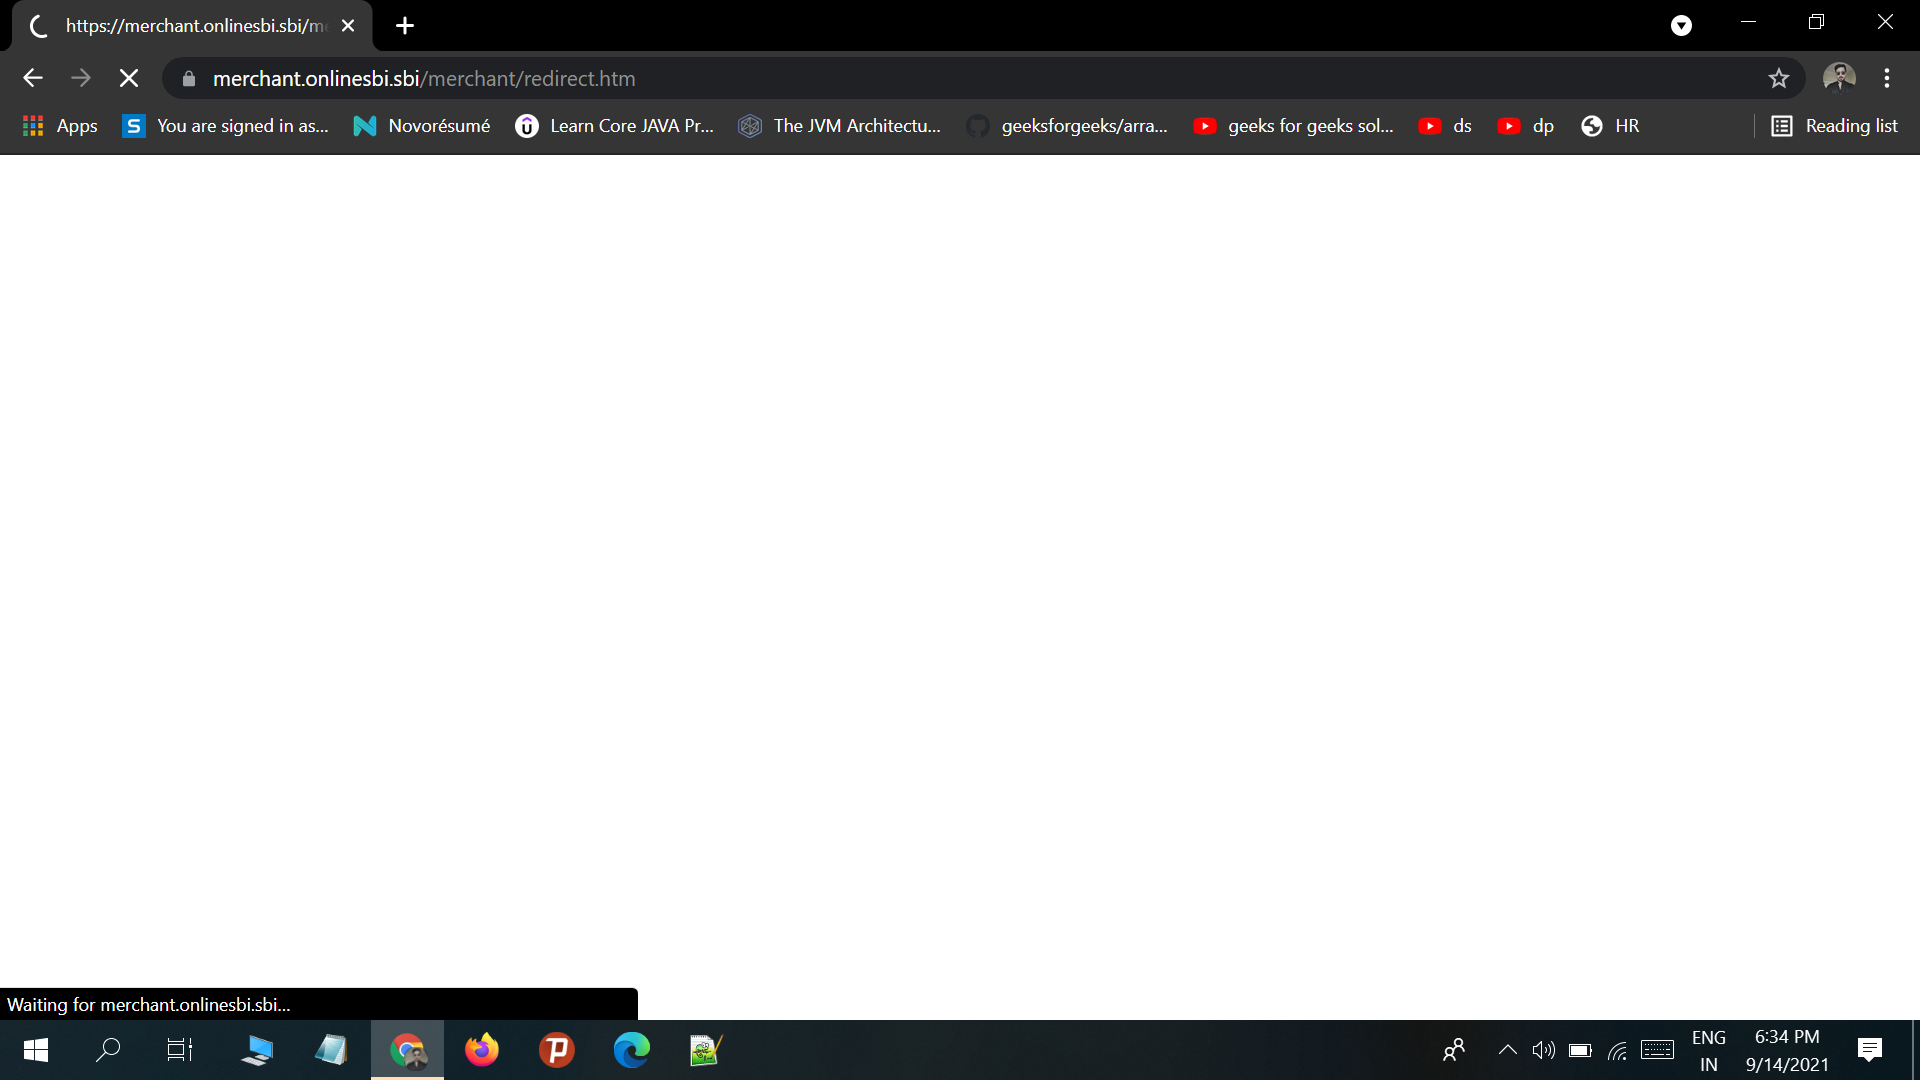 https://merchant.onlinesbi.sbi/m
merchant.onlinesbi.sbi/merchant/redirect.htm
Apps
S You are signed in as...
Novorésumé
Learn Core JAVA Pr...
The JVM Architectu...
geeksforgeeks/arra...
geeks for geeks sol...
ds
dp
HR
Reading list
Waiting for merchant.onlinesbi.sbi...
ENG
IN
6:34 PM
9/14/2021